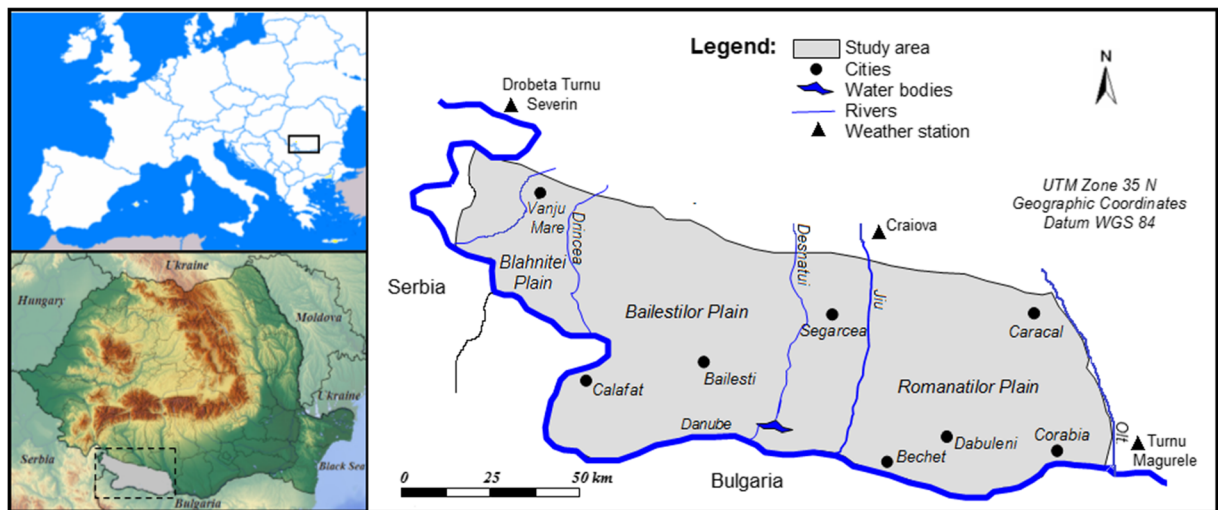 Ukraine
Hungary
Moldova
Ukraine
Serbia
Black Sea
Bulgaria
Legend:
Study area
Cities
Water bodies
Rivers
Weather station
N
UTM Zone 35 N
Geographic Coordinates
Datum WGS 84
Drobeta Turnu
Severin
Vanju
Mare
Drincea
Blahnitei
Plain
Serbia
Bailestilor Plain
Desnatui
Jiu
Craiova
Segarcea
Caracal
Calafat
Bailesti
Romanatilor Plain
Danube
Dabuleni
Corabia
Bechet
Olt.
Turnu
Magurele
Bulgaria
0 25 50 km